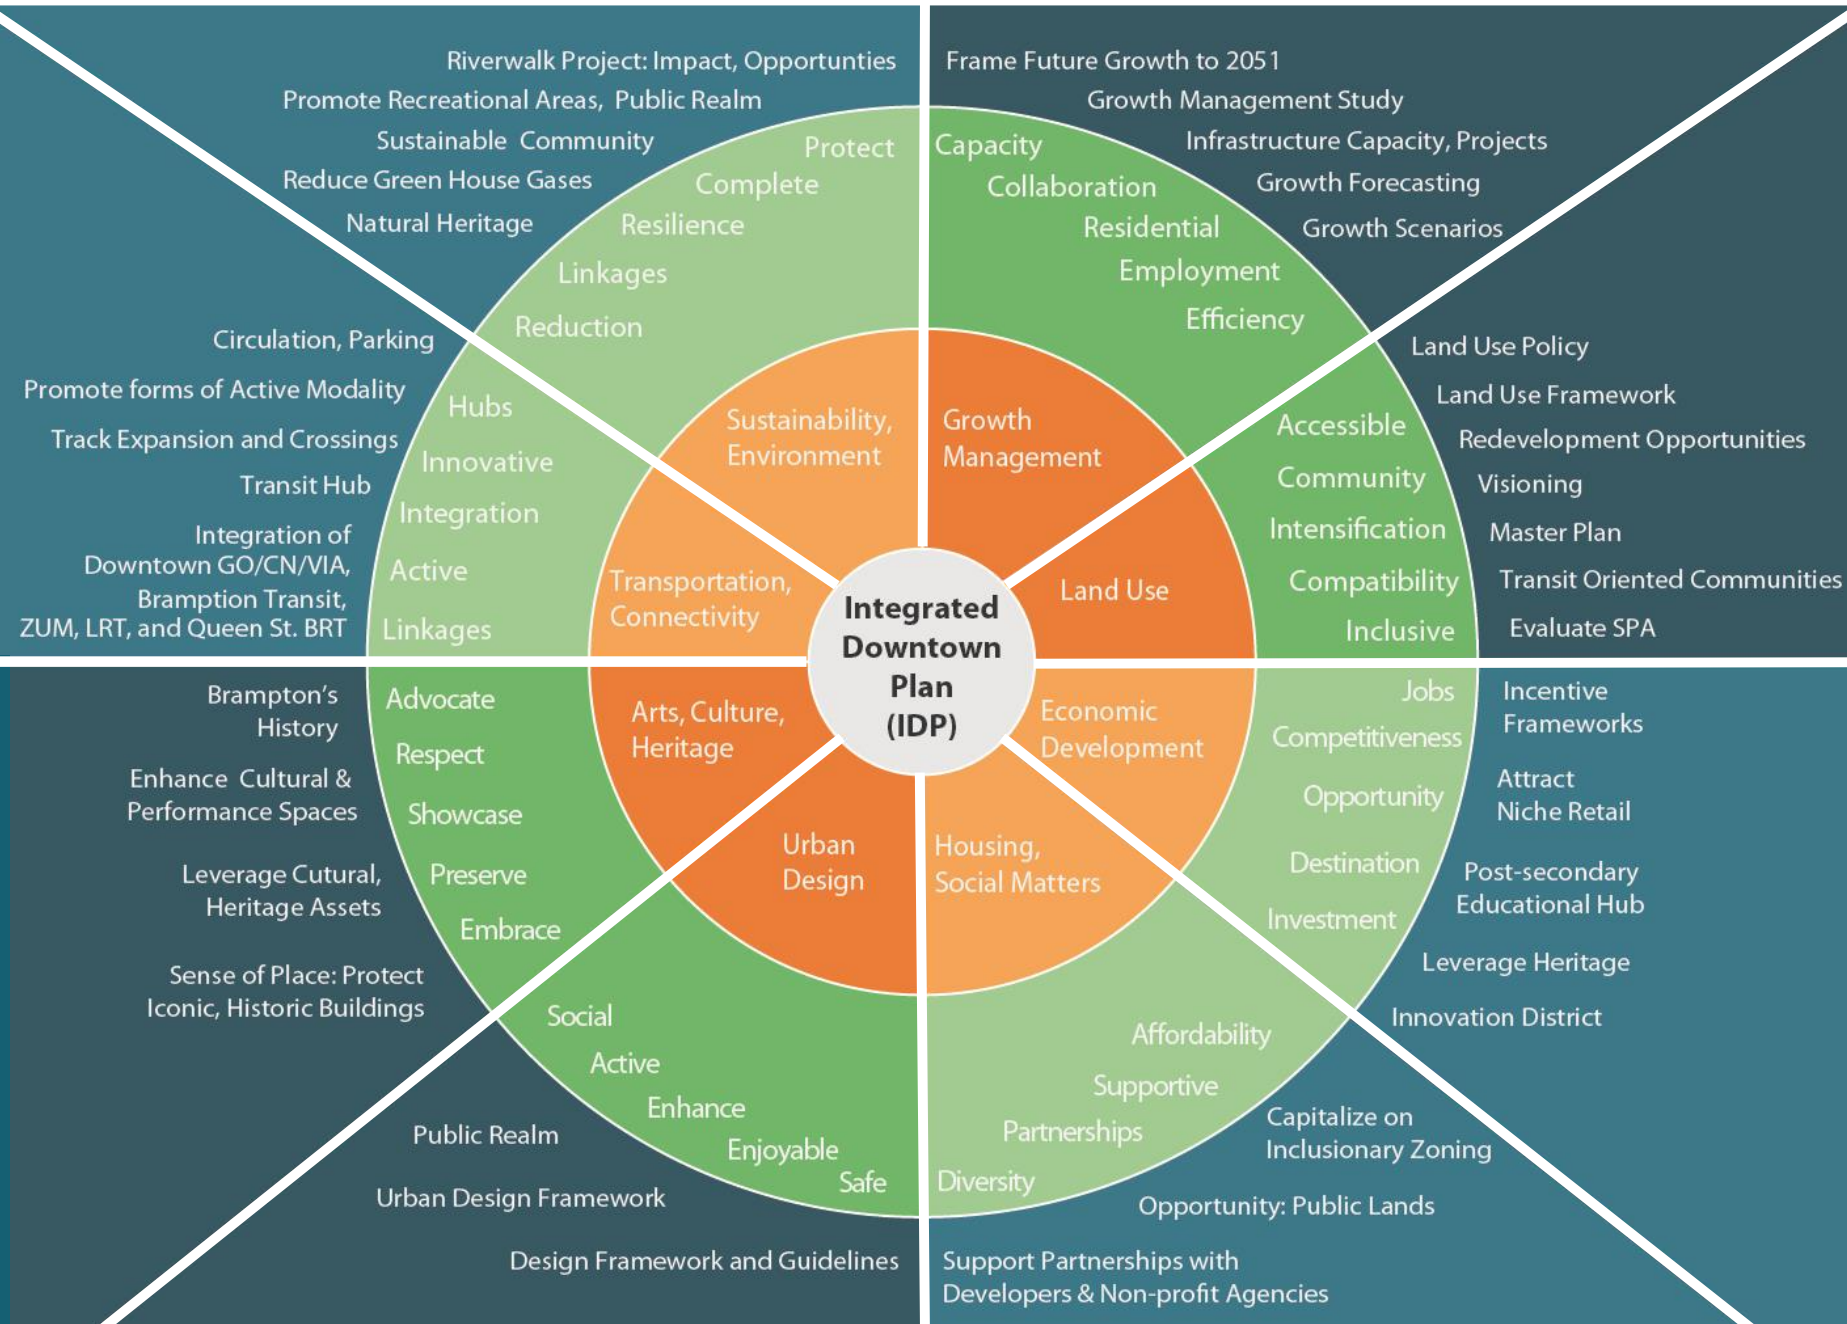 Riverwalk Project: Impact, Opportunties
Promote Recreational Areas, Public Realm
Sustainable Community
Reduce Green House Gases
Natural Heritage
Protect
Complete
Resilience
Linkages
Reduction
Sustainability,
Environment
Frame Future Growth to 2051
Growth Management Study
Infrastructure Capacity, Projects
Growth Forecasting
Growth Scenarios
Capacity
Collaboration
Residential
Employment
Efficiency
Growth
Management
Circulation, Parking
Promote forms of Active Modality
Track Expansion and Crossings
Transit Hub
Integration of
Downtown GO/CN/VIA,
Bramption Transit,
ZUM, LRT, and Queen St. BRT
Hubs
Innovative
Integration
Active
Linkages
Transportation,
Connectivity
Integrated
Downtown
Plan
(IDP)
Land Use
Accessible
Community
Intensification
Compatibility
Inclusive
Land Use Policy
Land Use Framework
Redevelopment Opportunities
Visioning
Master Plan
Transit Oriented Communities
Evaluate SPA
Brampton's
History
Enhance Cultural &
Performance Spaces
Leverage Cutural,
Heritage Assets
Sense of Place: Protect
Iconic, Historic Buildings
Advocate
Respect
Showcase
Preserve
Embrace
Arts, Culture,
Heritage
Economic
Development
Jobs
Competitiveness
Opportunity
Destination
Investment
Incentive
Frameworks
Attract
Niche Retail
Post-secondary
Educational Hub
Leverage Heritage
Innovation District
Urban
Design
Social
Active
Enhance
Enjoyable
Safe
Public Realm
Urban Design Framework
Design Framework and Guidelines
Housing,
Social Matters
Affordability
Supportive
Partnerships
Diversity
Capitalize on
Inclusionary Zoning
Opportunity: Public Lands
Support Partnerships with
Developers & Non-profit Agencies